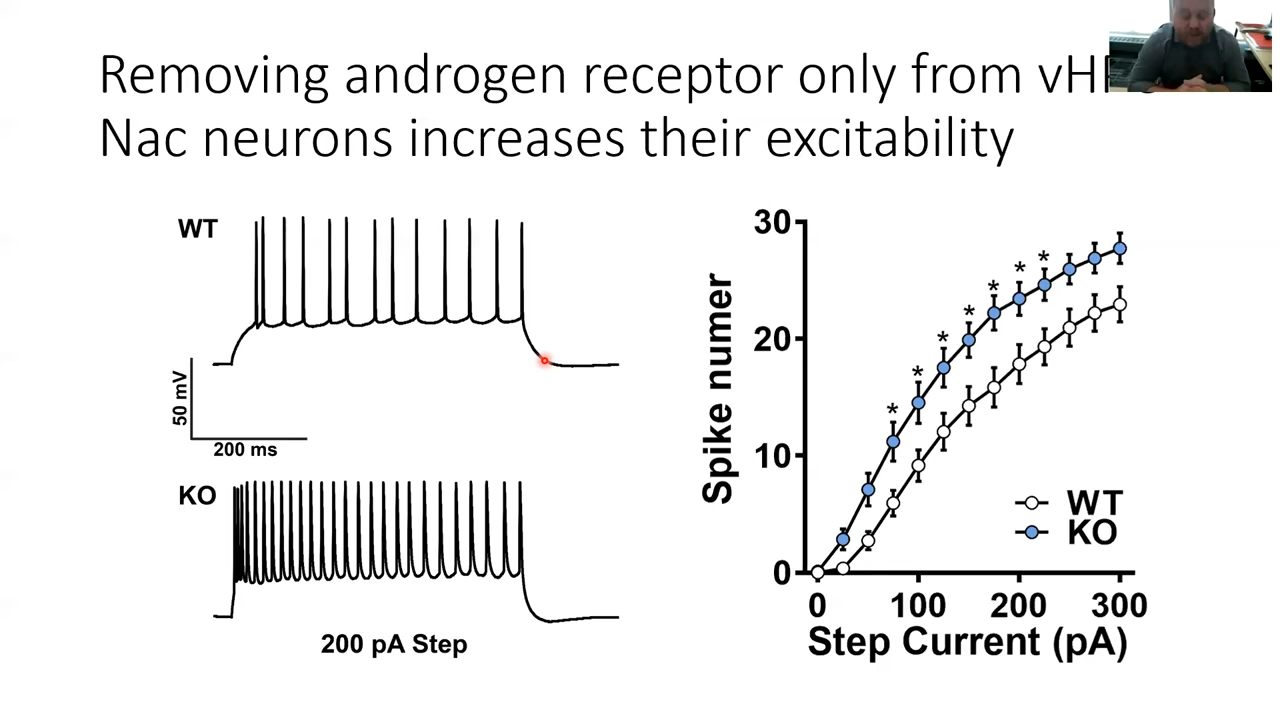 Removing androgen receptor only from
Nac neurons increases their excitability
WT
50 mV
200 ms
KO
200 pA Step
Spike numer
30
20
10
0
* * * * * * *
WT
KO
0 100 200 300
Step Current (pA)